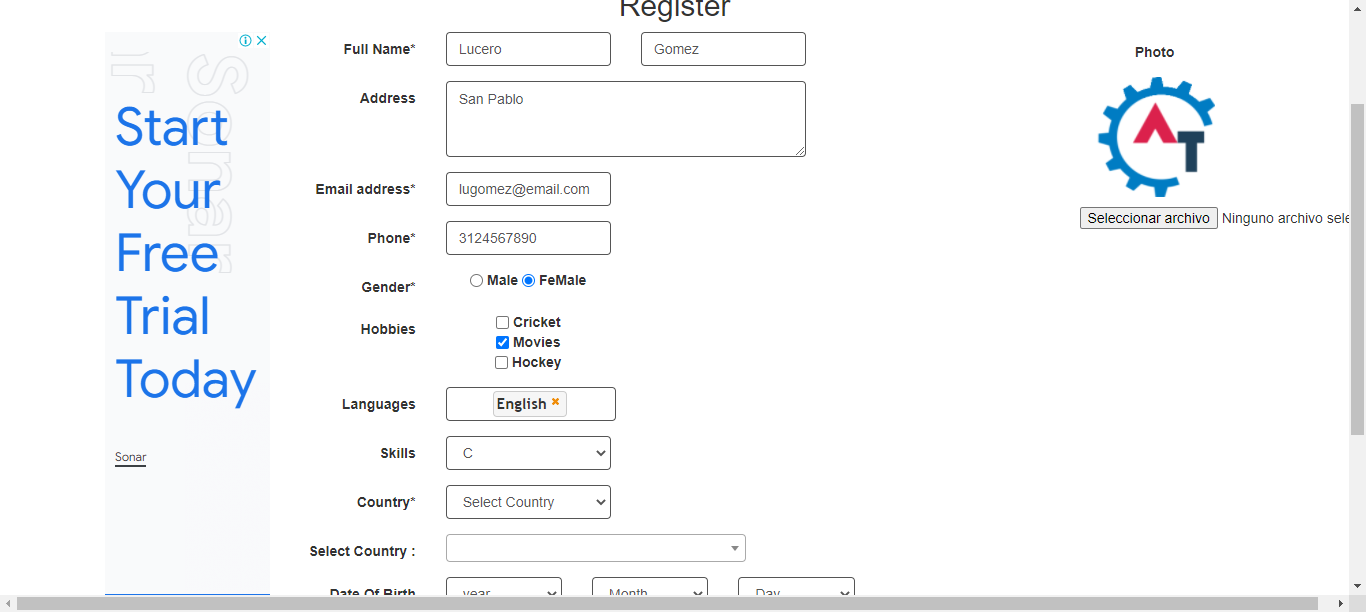 Register
Full Name* Lucero Gomez
Photo
Address San Pablo
Email address* lugomez@email.com
Phone* 3124567890
Seleccionar archivo Ninguno archivo sele
Gender* Male FeMale
Hobbies Cricket
Movies
Hockey
Languages English
Skills C
Country* Select Country
Select Country :
Date Of Birth year Month Day
Sonar
Start
Your
Free
Trial
Today
Sonar
AT